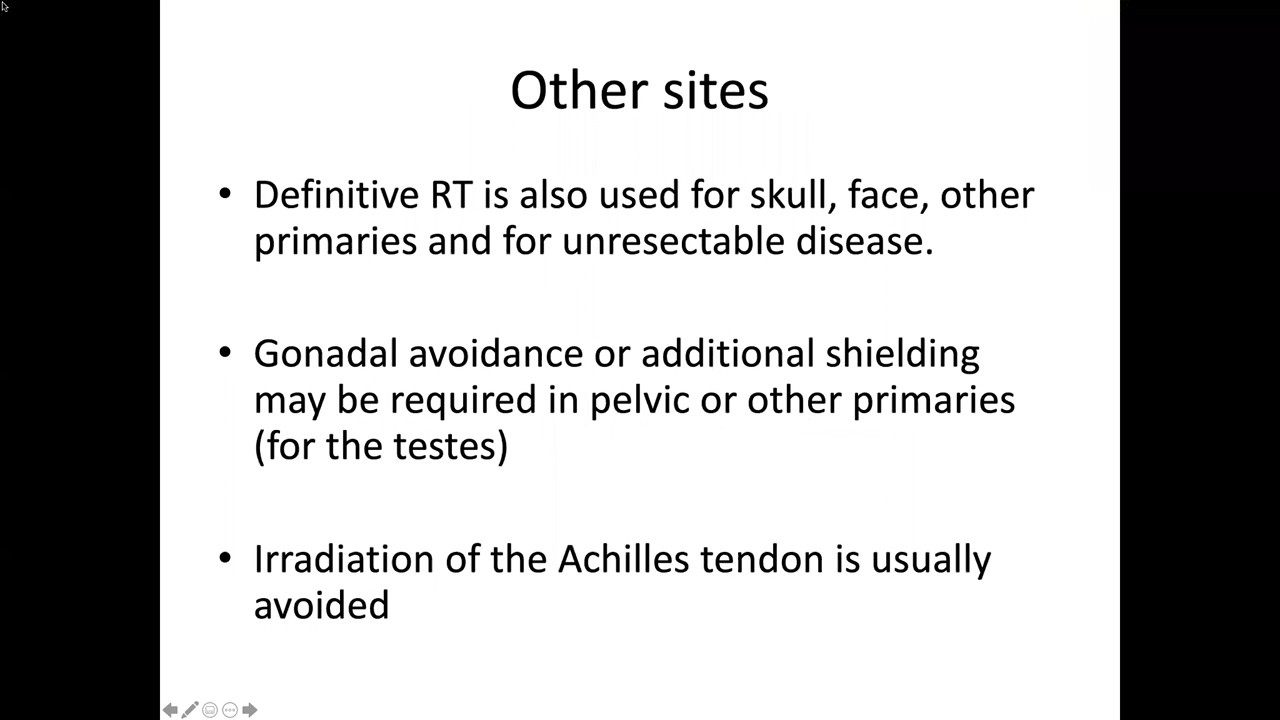 Other sites
• Definitive RT is also used for skull, face, other
primaries and for unresectable disease.
• Gonadal avoidance or additional shielding
may be required in pelvic or other primaries
(for the testes)
• Irradiation of the Achilles tendon is usually
avoided